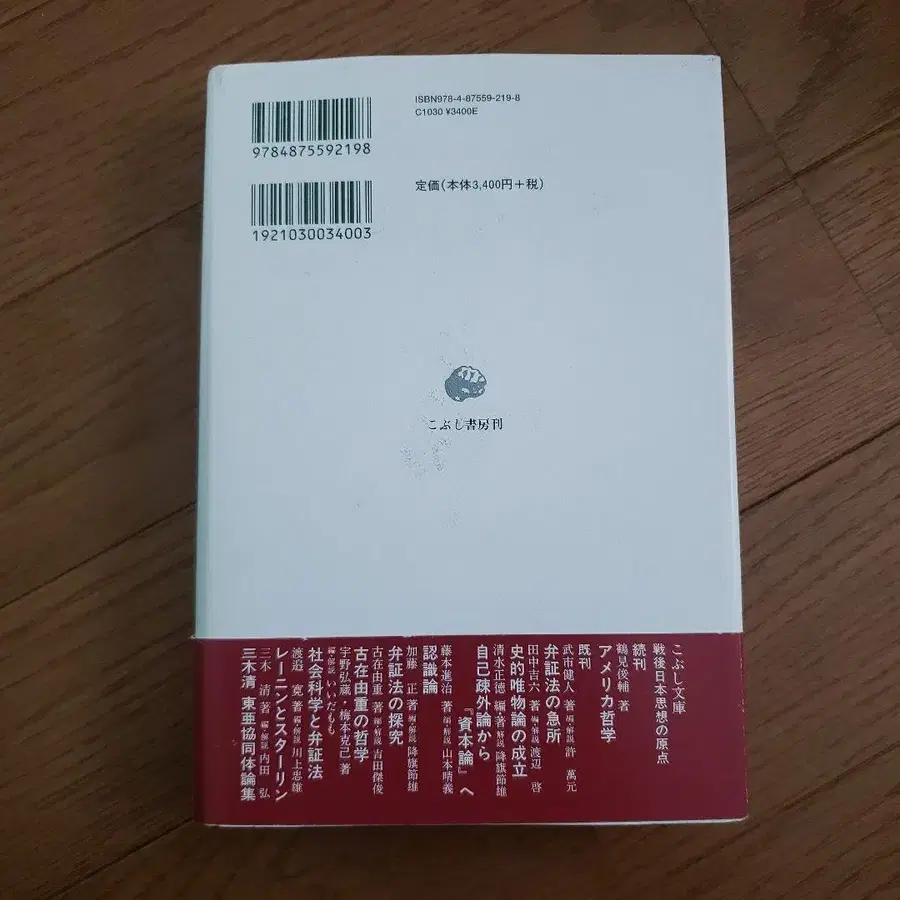 ISBN978-4-87559-219-8
C1030 ¥3400E
9784875592198
定価(本体3,400円+税)
1921030034003
こぶし書房刊
こぶし文庫
戦後日本思想の原点
続刊
鶴見俊輔 著
アメリカ哲学
既刊
武市健人 著 編・解説 許 萬元
弁証法の急所
田中吉六 著 編・解説 渡辺 啓
史的唯物論の成立
清水正徳 編・著 解説 降旗節雄
自己疎外論から
『資本論』へ
藤本進治 著 編・解説 山本晴義
認識論
加藤 正 著 編・解説 降旗節雄
弁証法の探究
古在由重 著 編・解説 吉田傑俊
古在由重の哲学
宇野弘蔵・梅本克己 著
編・解説 いいだもも
社会科学と弁証法
渡辺 寛 著 編・解説 川上忠雄
レーニンとスターリン
三木 清 著 編・解説 内田 弘
三木清 東亜協同体論集